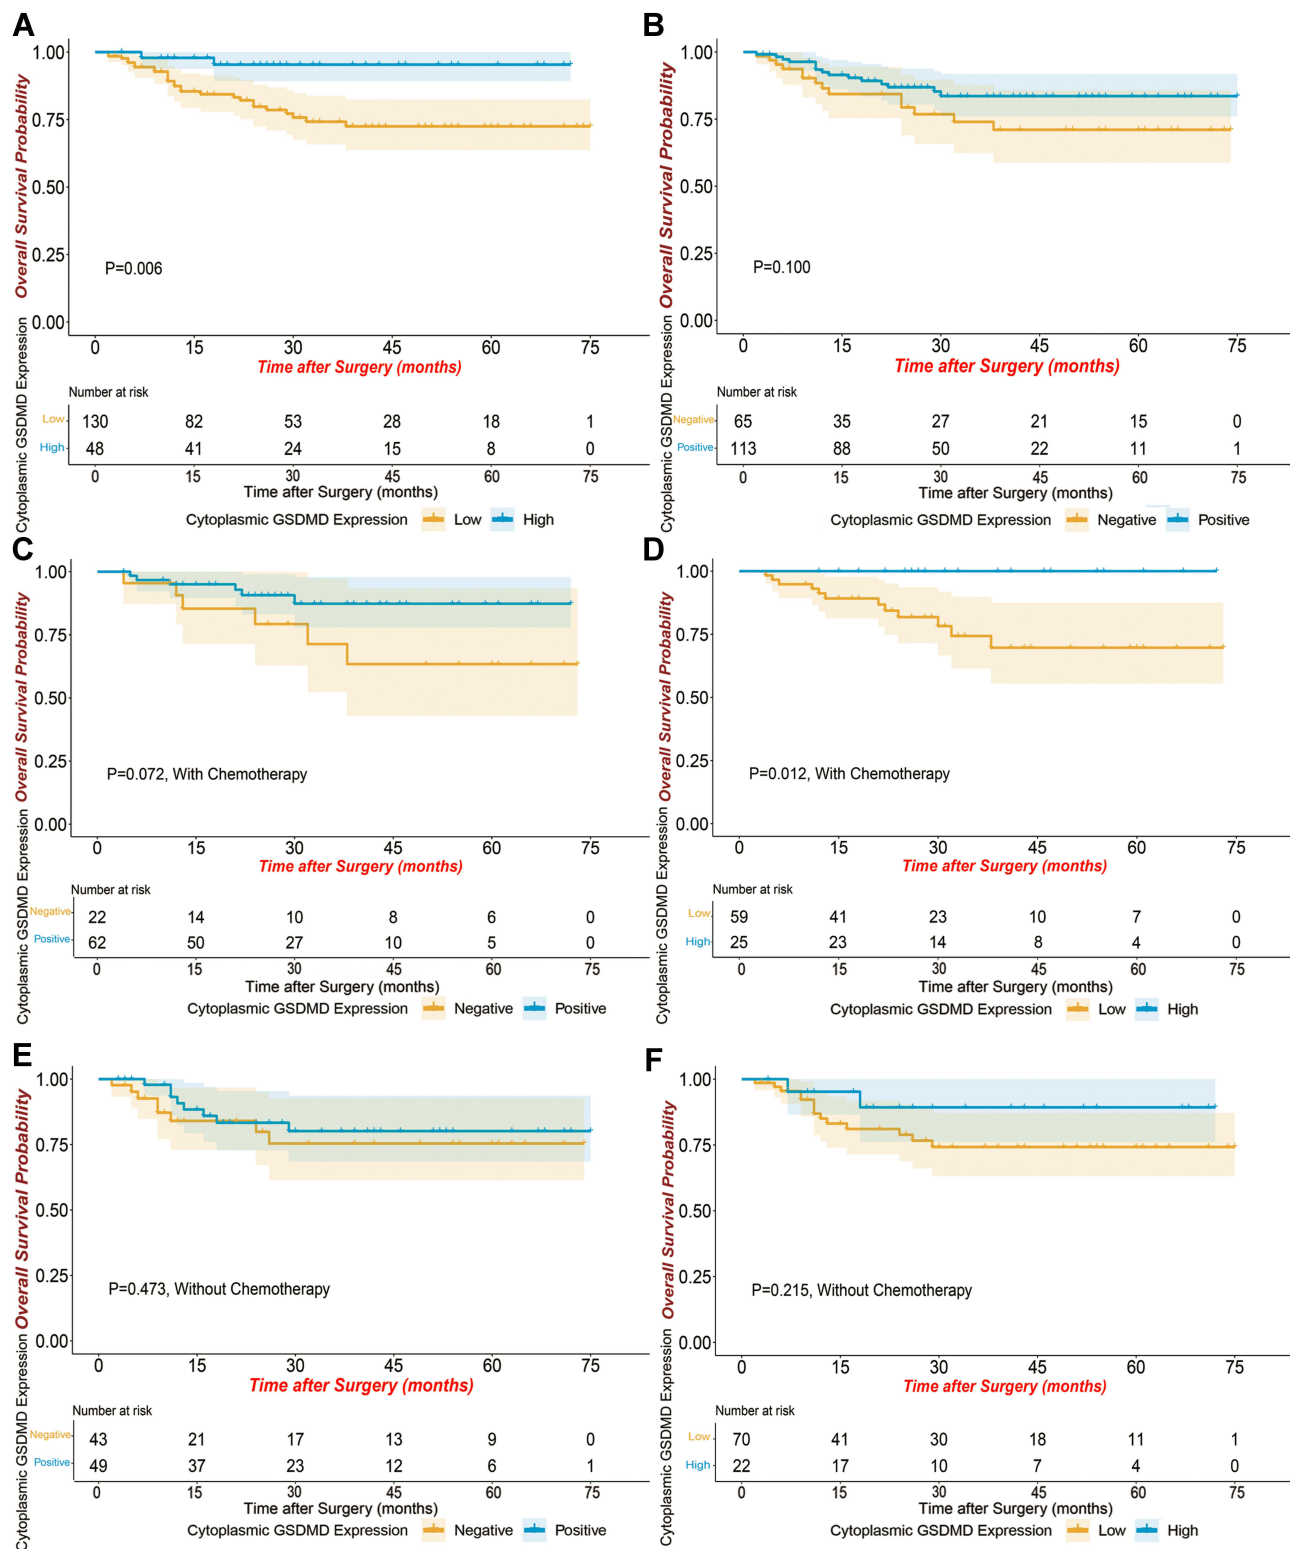 A
Overall Survival Probability
1.00
0.75
0.50
0.25
0.00
P=0.006
0 15 30 45 60 75
Time after Surgery (months)
Cytoplasmic GSDMD Expression
Number at risk
Low 130 82 53 28 18 1
High 48 41 24 15 8 0
0 15 30 45 60 75
Time after Surgery (months)
Cytoplasmic GSDMD Expression Low High
B
Overall Survival Probability
1.00
0.75
0.50
0.25
0.00
P=0.100
0 15 30 45 60 75
Time after Surgery (months)
Cytoplasmic GSDMD Expression
Number at risk
Negative 65 35 27 21 15 0
Positive 113 88 50 22 11 1
0 15 30 45 60 75
Time after Surgery (months)
Cytoplasmic GSDMD Expression Negative Positive
C
Overall Survival Probability
1.00
0.75
0.50
0.25
0.00
P=0.072, With Chemotherapy
0 15 30 45 60 75
Time after Surgery (months)
Cytoplasmic GSDMD Expression
Number at risk
Negative 22 14 10 8 6 0
Positive 62 50 27 10 5 0
0 15 30 45 60 75
Time after Surgery (months)
Cytoplasmic GSDMD Expression Negative Positive
D
Overall Survival Probability
1.00
0.75
0.50
0.25
0.00
P=0.012, With Chemotherapy
0 15 30 45 60 75
Time after Surgery (months)
Cytoplasmic GSDMD Expression
Number at risk
Low 59 41 23 10 7 0
High 25 23 14 8 4 0
0 15 30 45 60 75
Time after Surgery (months)
Cytoplasmic GSDMD Expression Low High
E
Overall Survival Probability
1.00
0.75
0.50
0.25
0.00
P=0.473, Without Chemotherapy
0 15 30 45 60 75
Time after Surgery (months)
Cytoplasmic GSDMD Expression
Number at risk
Negative 43 21 17 13 9 0
Positive 49 37 23 12 6 1
0 15 30 45 60 75
Time after Surgery (months)
Cytoplasmic GSDMD Expression Negative Positive
F
Overall Survival Probability
1.00
0.75
0.50
0.25
0.00
P=0.215, Without Chemotherapy
0 15 30 45 60 75
Time after Surgery (months)
Cytoplasmic GSDMD Expression
Number at risk
Low 70 41 30 18 11 1
High 22 17 10 7 4 0
0 15 30 45 60 75
Time after Surgery (months)
Cytoplasmic GSDMD Expression Low High